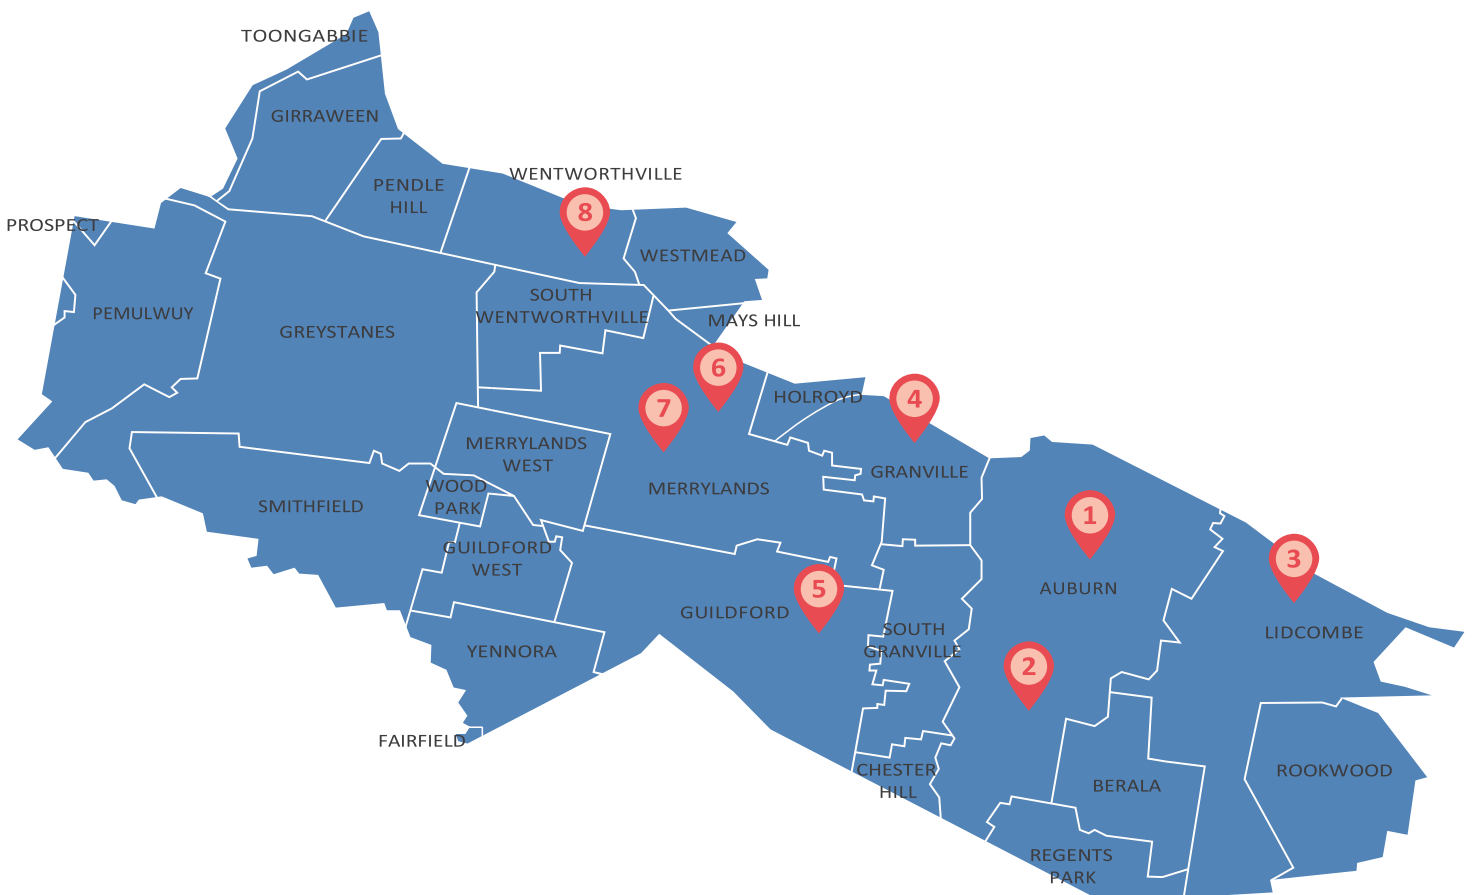 TOONGABBIE
GIRRAWEEN
WENTWORTHVILLE
PENDLE
HILL
8
PROSPECT
WESTMEAD
SOUTH
WENTWORTHVILLE
PEMULWUY
MAYS HILL
GREYSTANES
6
HOLROYD
4
7
MERRYLANDS
WEST
GRANVILLE
WOOD
PARK
MERRYLANDS
SMITHFIELD
1
GUILDFORD
WEST
3
5
AUBURN
GUILDFORD
SOUTH
GRANVILLE
LIDCOMBE
YENNORA
2
FAIRFIELD
CHESTER
HILL
ROOKWOOD
BERALA
REGENTS
PARK